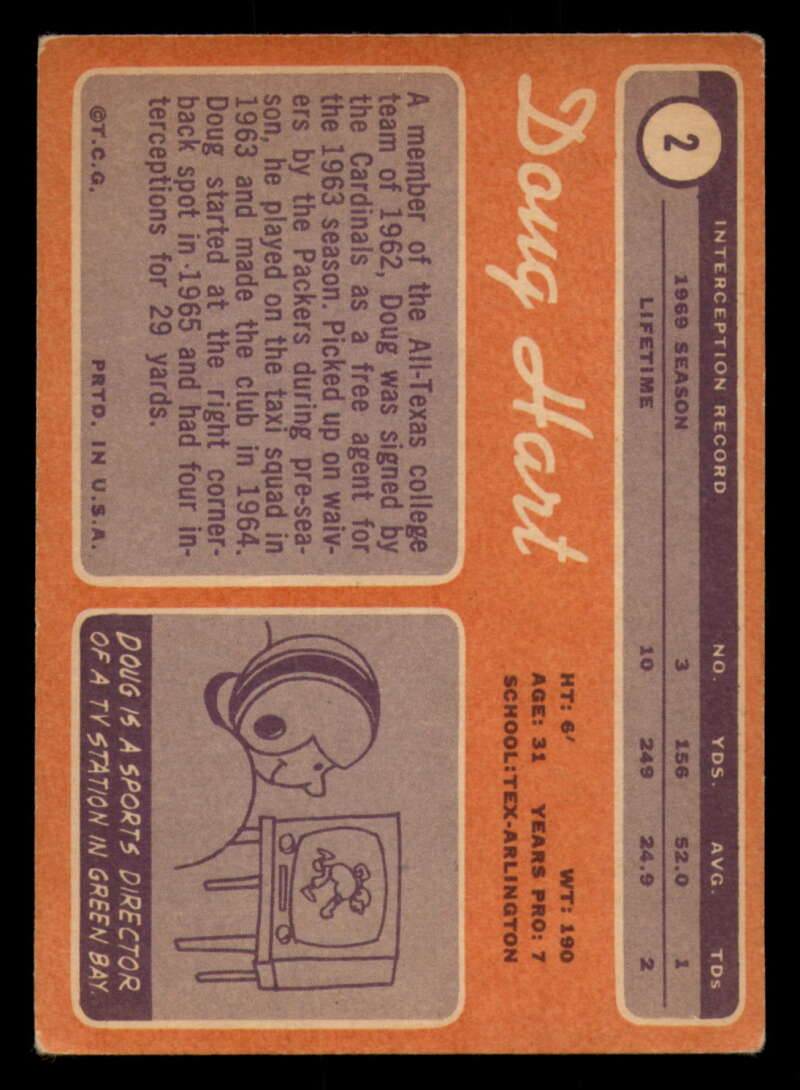 2
INTERCEPTION RECORD NO. YDS. AVG. TDS
1969 SEASON 3 156 52.0 1
LIFETIME 10 249 24.9 2
Doug Hart
HT: 6' WT: 190
AGE: 31 YEARS PRO: 7
SCHOOL:TEX-ARLINGTON
A member of the All-Texas college
team of 1962, Doug was signed by
the Cardinals as a free agent for
the 1963 season. Picked up on waiv-
ers by the Packers during pre-sea-
son, he played on the taxi squad in
1963 and made the club in 1964.
Doug started at the right corner-
back spot in 1965 and had four in-
terceptions for 29 yards.
©T.C.G. PRTD. IN U.S.A.
DOUG IS A SPORTS DIRECTOR
OF A TV STATION IN GREEN BAY.